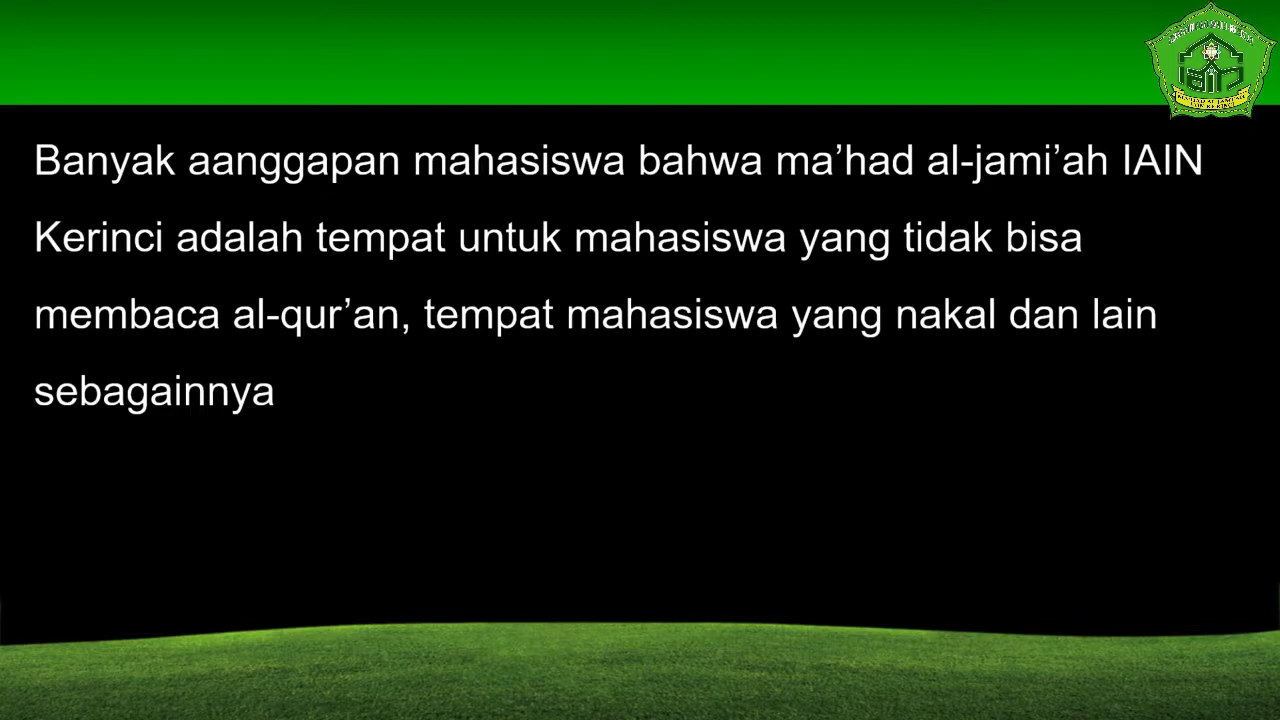 Banyak aanggapan mahasiswa bahwa ma’had al-jami’ah IAIN
Kerinci adalah tempat untuk mahasiswa yang tidak bisa
membaca al-qur’an, tempat mahasiswa yang nakal dan lain
sebagainnya
iain